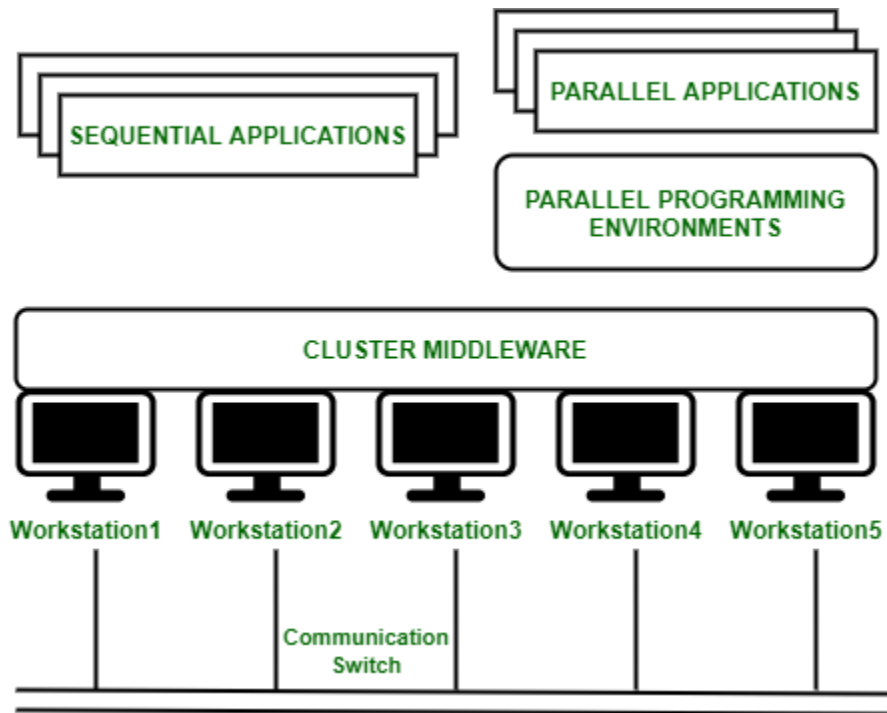 SEQUENTIAL APPLICATIONS
PARALLEL APPLICATIONS
PARALLEL PROGRAMMING
ENVIRONMENTS
CLUSTER MIDDLEWARE
Workstation1
Workstation2
Workstation3
Workstation4
Workstation5
Communication
Switch